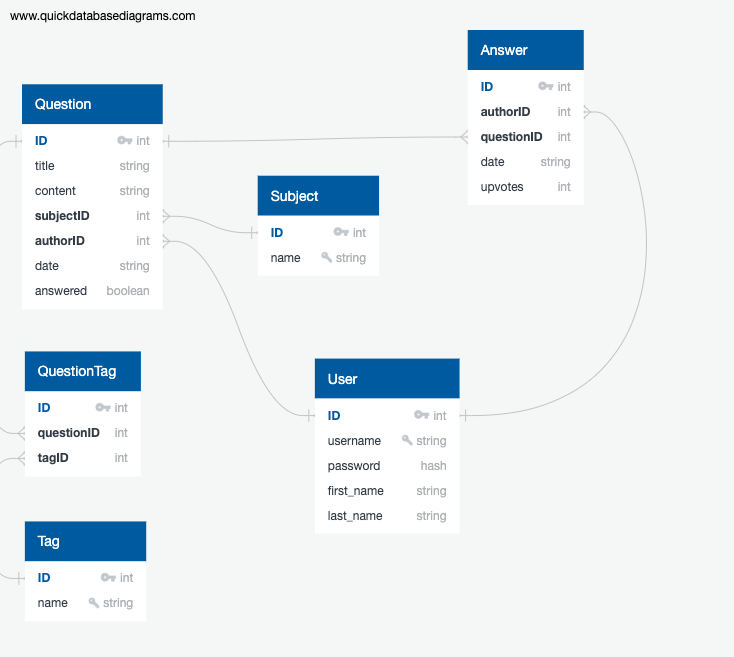 www.quickdatabasediagrams.com
Question
ID int
title string
content string
subjectID int
authorID int
date string
answered boolean
Subject
ID int
name string
Answer
ID int
authorID int
questionID int
date string
upvotes int
QuestionTag
ID int
questionID int
tagID int
User
ID int
username string
password hash
first_name string
last_name string
Tag
ID int
name string